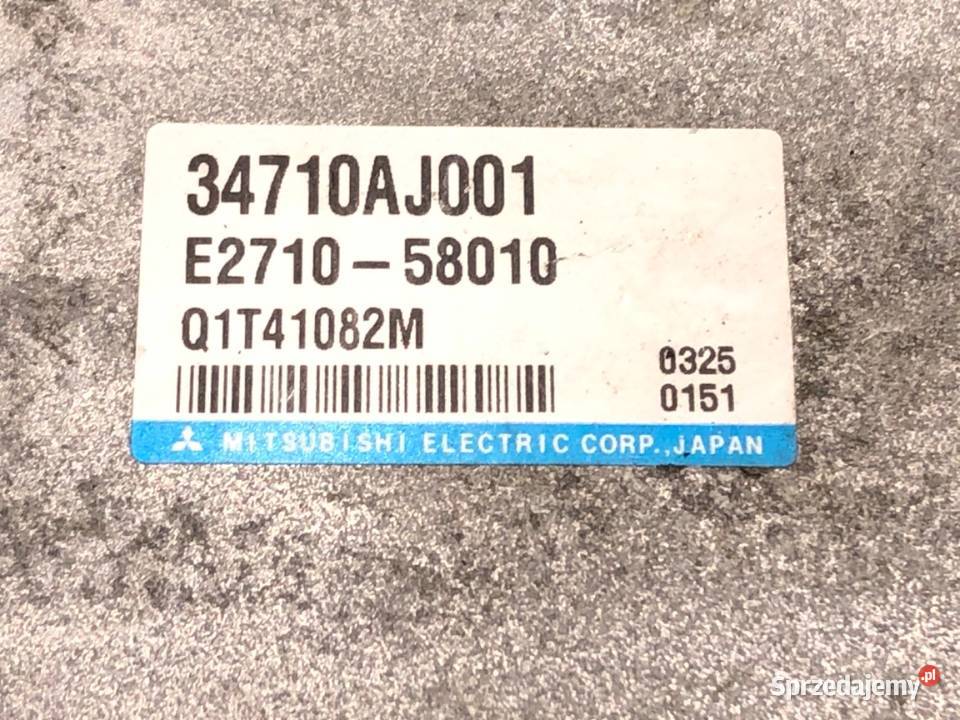 34710AJ001
E2710-58010
Q1T41082M
0325
0151
MITSUBISHI ELECTRIC CORP.,JAPAN
Sprzedajemy.pl